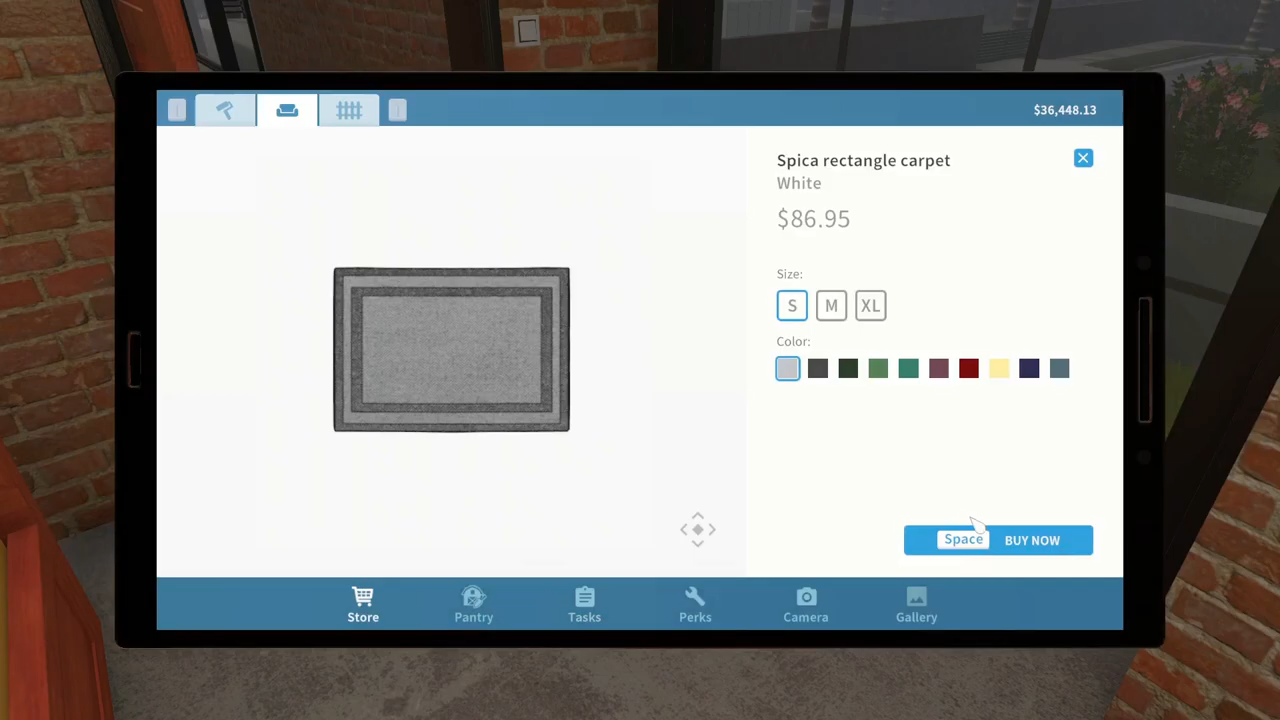 $36,448.13
Spica rectangle carpet
White
$86.95
Size:
S M XL
Color:
Space BUY NOW
Store Pantry Tasks Perks Camera Gallery